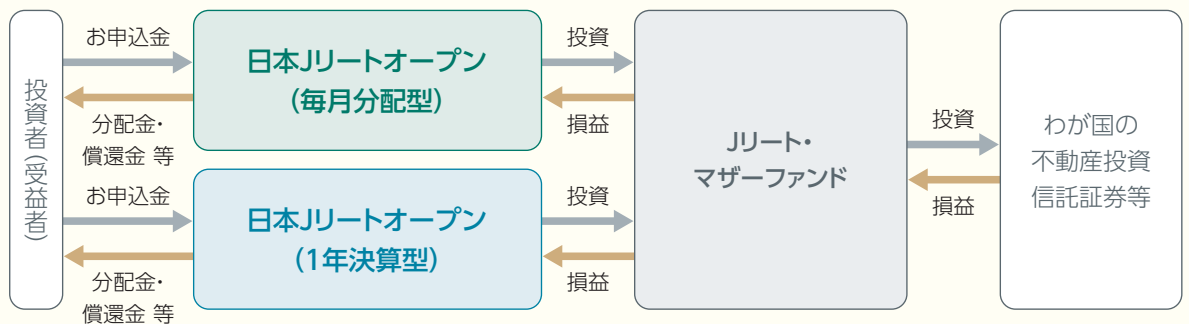 投資者(受益者)
お申込金
分配金・
償還金 等
お申込金
分配金・
償還金 等
日本Jリートオープン
(毎月分配型)
日本Jリートオープン
(1年決算型)
投資
損益
投資
損益
Jリート・
マザーファンド
投資
損益
わが国の
不動産投資
信託証券等